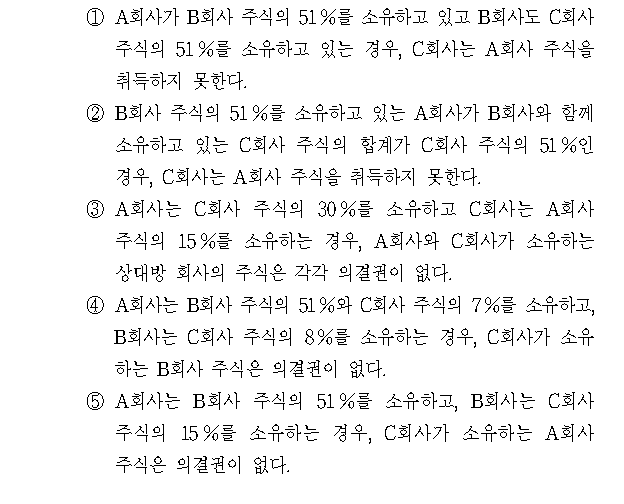 ① A회사가 B회사 주식의 51%를 소유하고 있고 B회사도 C회사
주식의 51%를 소유하고 있는 경우, C회사는 A회사 주식을
취득하지 못한다.
② B회사 주식의 51%를 소유하고 있는 A회사가 B회사와 함께
소유하고 있는 C회사 주식의 합계가 C회사 주식의 51%인
경우, C회사는 A회사 주식을 취득하지 못한다.
③ A회사는 C회사 주식의 30%를 소유하고 C회사는 A회사
주식의 15%를 소유하는 경우, A회사와 C회사가 소유하는
상대방 회사의 주식은 각각 의결권이 없다.
④ A회사는 B회사 주식의 51%와 C회사 주식의 7%를 소유하고,
B회사는 C회사 주식의 8%를 소유하는 경우, C회사가 소유
하는 B회사 주식은 의결권이 없다.
⑤ A회사는 B회사 주식의 51%를 소유하고, B회사는 C회사
주식의 15%를 소유하는 경우, C회사가 소유하는 A회사
주식은 의결권이 없다.